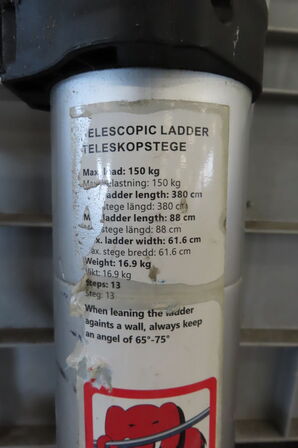 TELESCOPIC LADDER
TELESKOPSTEGE
Max. load: 150 kg
Max. belastning: 150 kg
ladder length: 380 cm
stege längd: 380 cm
ladder length: 88 cm
stege längd: 88 cm
Max. ladder width: 61.6 cm
Max. stege bredd: 61.6 cm
Weight: 16.9 kg
Vikt: 16.9 kg
Steps: 13
Steg: 13
When leaning the ladder
againts a wall, always keep
an angel of 65°-75°